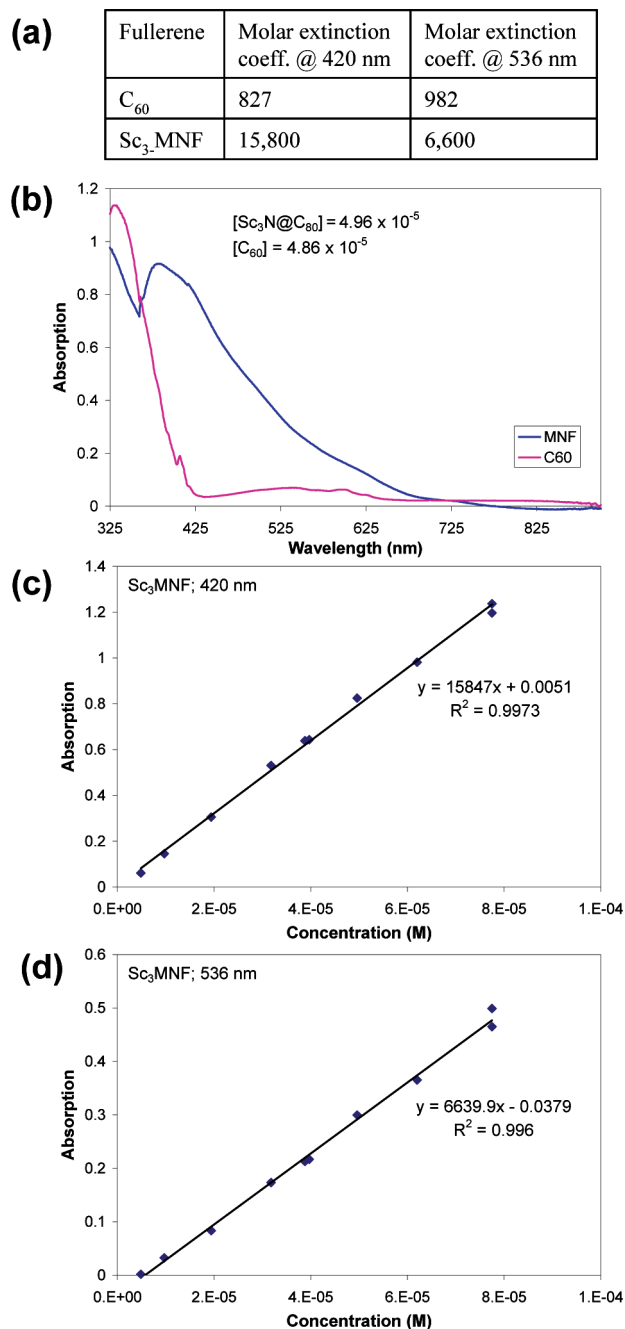 (a)
Fullerene
Molar extinction
coeff. @ 420 nm
Molar extinction
coeff. @ 536 nm
C₆₀
827
982
Sc₃-MNF
15,800
6,600
(b)
[Sc₃N@C₈₀] = 4.96 x 10⁻⁵
[C₆₀] = 4.86 x 10⁻⁵
1.2
1
0.8
0.6
0.4
0.2
0
Absorption
MNF
C60
325
425
525
625
725
825
Wavelength (nm)
(c)
Sc₃MNF; 420 nm
1.4
1.2
1
0.8
0.6
0.4
0.2
0
Absorption
y = 15847x + 0.0051
R² = 0.9973
0.E+00
2.E-05
4.E-05
6.E-05
8.E-05
1.E-04
Concentration (M)
(d)
Sc₃MNF; 536 nm
0.6
0.5
0.4
0.3
0.2
0.1
0
Absorption
y = 6639.9x - 0.0379
R² = 0.996
0.E+00
2.E-05
4.E-05
6.E-05
8.E-05
1.E-04
Concentration (M)